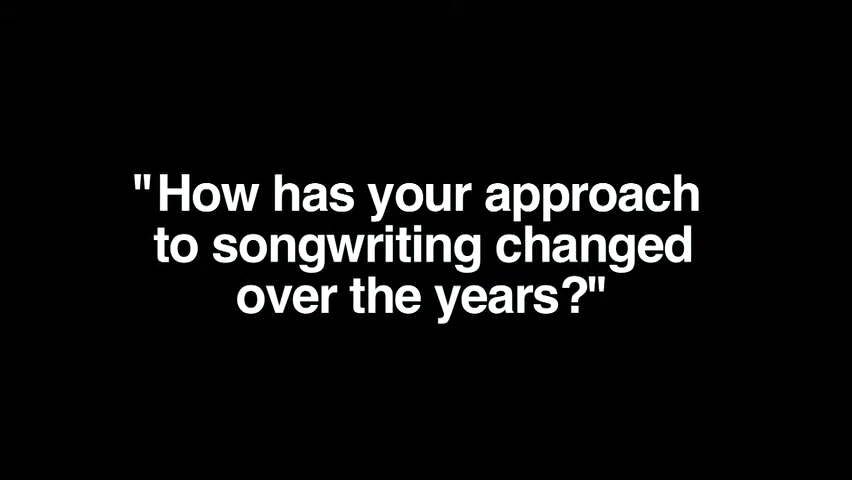 "How has your approach
to songwriting changed
over the years?"